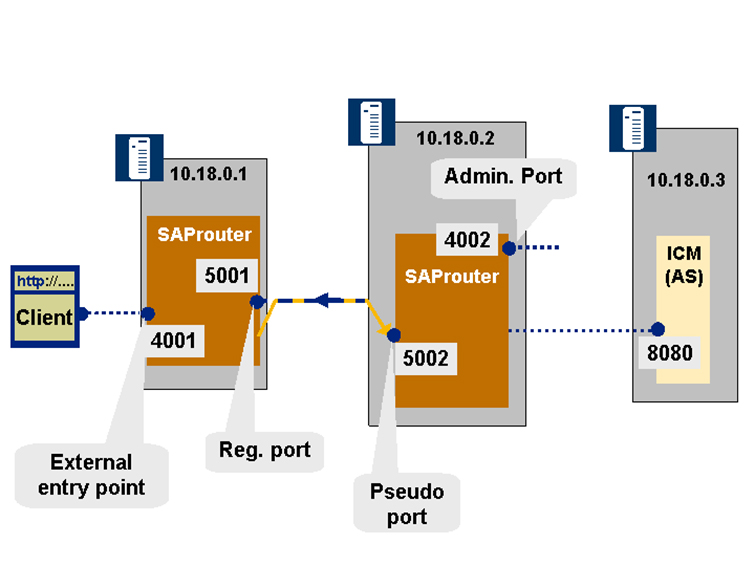 10.18.0.1
10.18.0.2
10.18.0.3
Admin. Port
SAProuter
4002
SAProuter
ICM
(AS)
5001
http://....
Client
4001
5002
8080
Reg. port
External
entry point
Pseudo
port